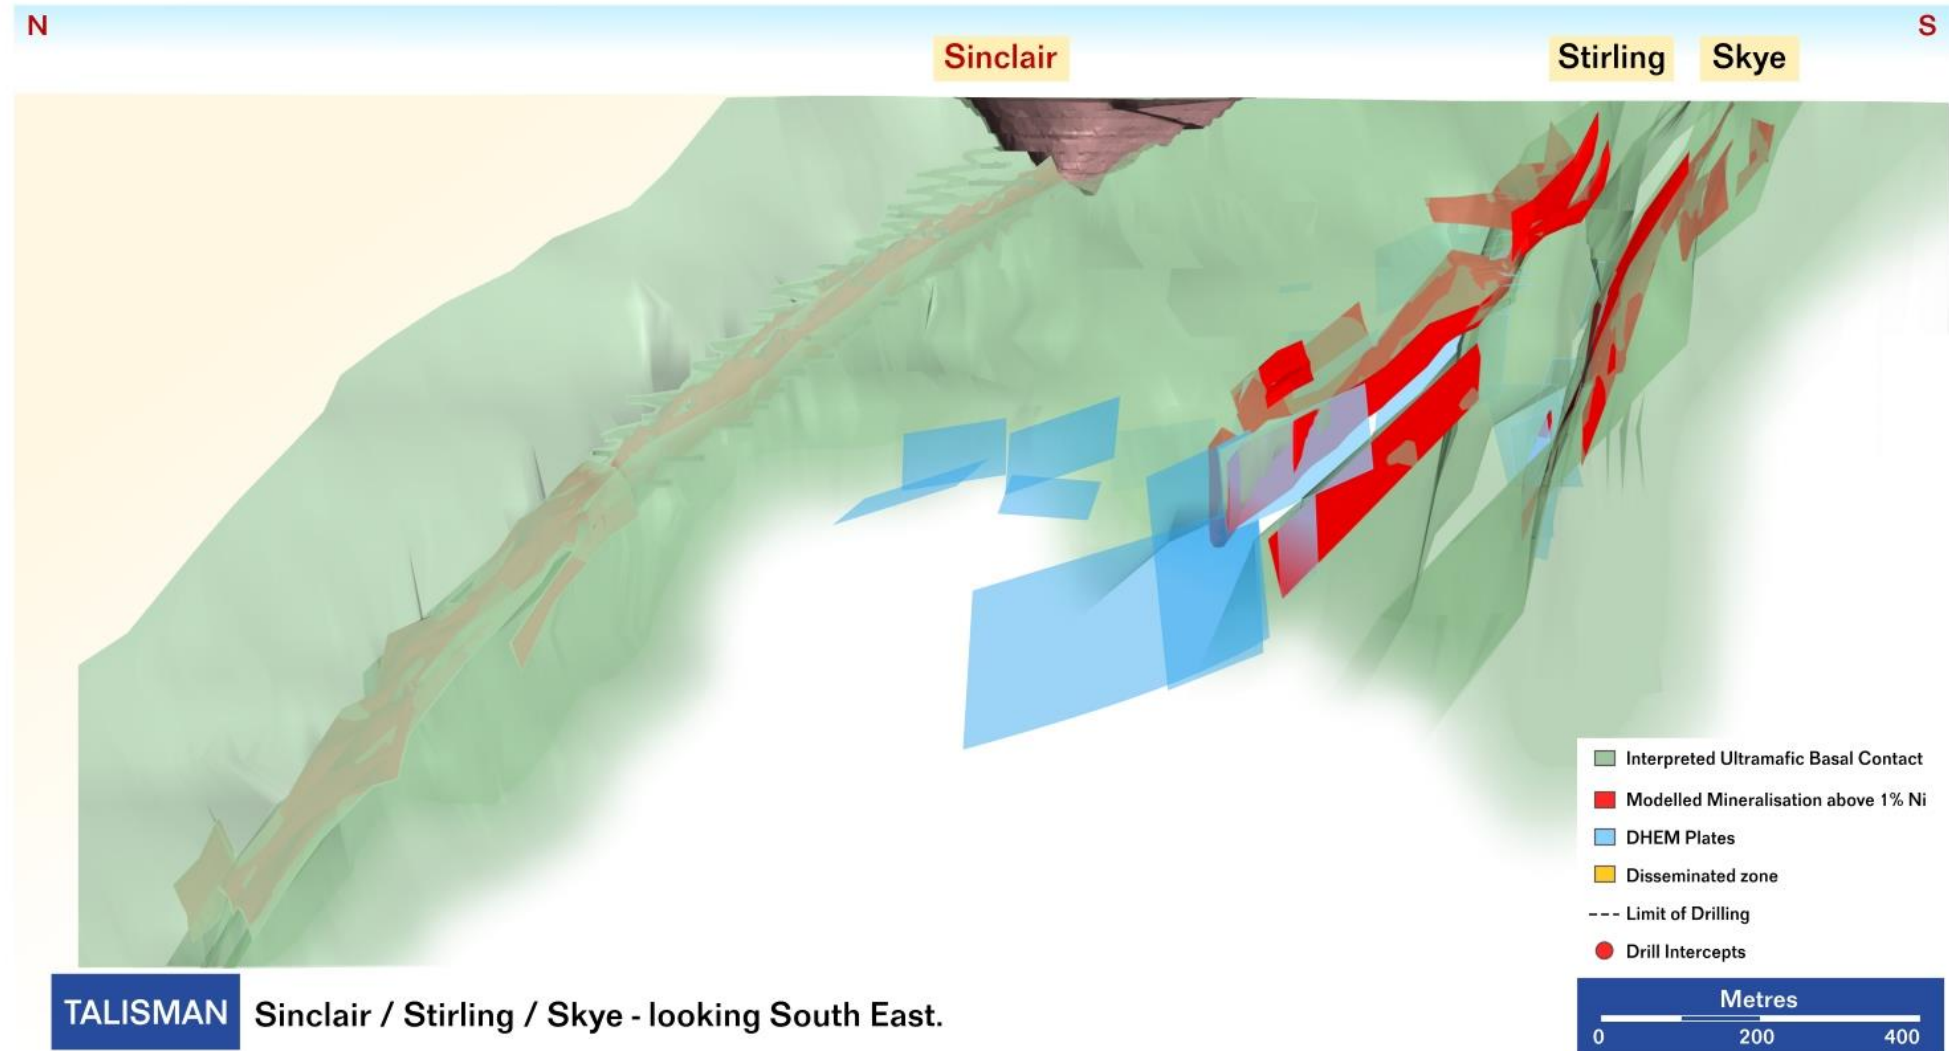 N
S
Sinclair
Stirling
Skye
Interpreted Ultramafic Basal Contact
Modelled Mineralisation above 1% Ni
DHEM Plates
Disseminated zone
Limit of Drilling
Drill Intercepts
TALISMAN
Sinclair / Stirling / Skye - looking South East.
Metres
0 200 400